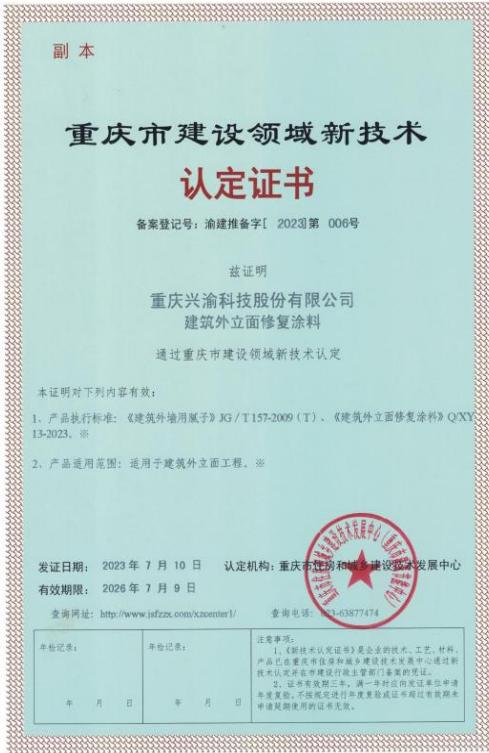 副 本
重庆市建设领域新技术
认定证书
备案登记号：渝建推备字[ 2023]第 006号
兹证明
重庆兴渝科技股份有限公司
建筑外立面修复涂料
通过重庆市建设领域新技术认定
本证明对下列内容有效：
1、产品执行标准：《建筑外墙用腻子》JG／T 157-2009（T）、《建筑外立面修复涂料》Q/XY
13-2023。※
2、产品适用范围：适用于建筑外立面工程。※
发证日期： 2023 年 7 月 10 日 认定机构：重庆市住房和城乡建设技术发展中心
有效期限： 2026 年 7 月 9 日
查询网址：http://www.jsfzzx.com/xzcenter1/ 查询电话：023-63877474
年检记录：
年 月 日
年检记录：
年 月 日
注意事项：
1、《新技术认定证书》是企业的技术、工艺、材料、
产品已在重庆市住房和城乡建设技术发展中心通过新
技术认定并在市建设行政主管部门备案的凭证。
2、证书有效期三年。满一年时应向发证单位申请
年度复验。不按规定进行年度复验或证书超过有效期未
申请延期使用的证书无效。